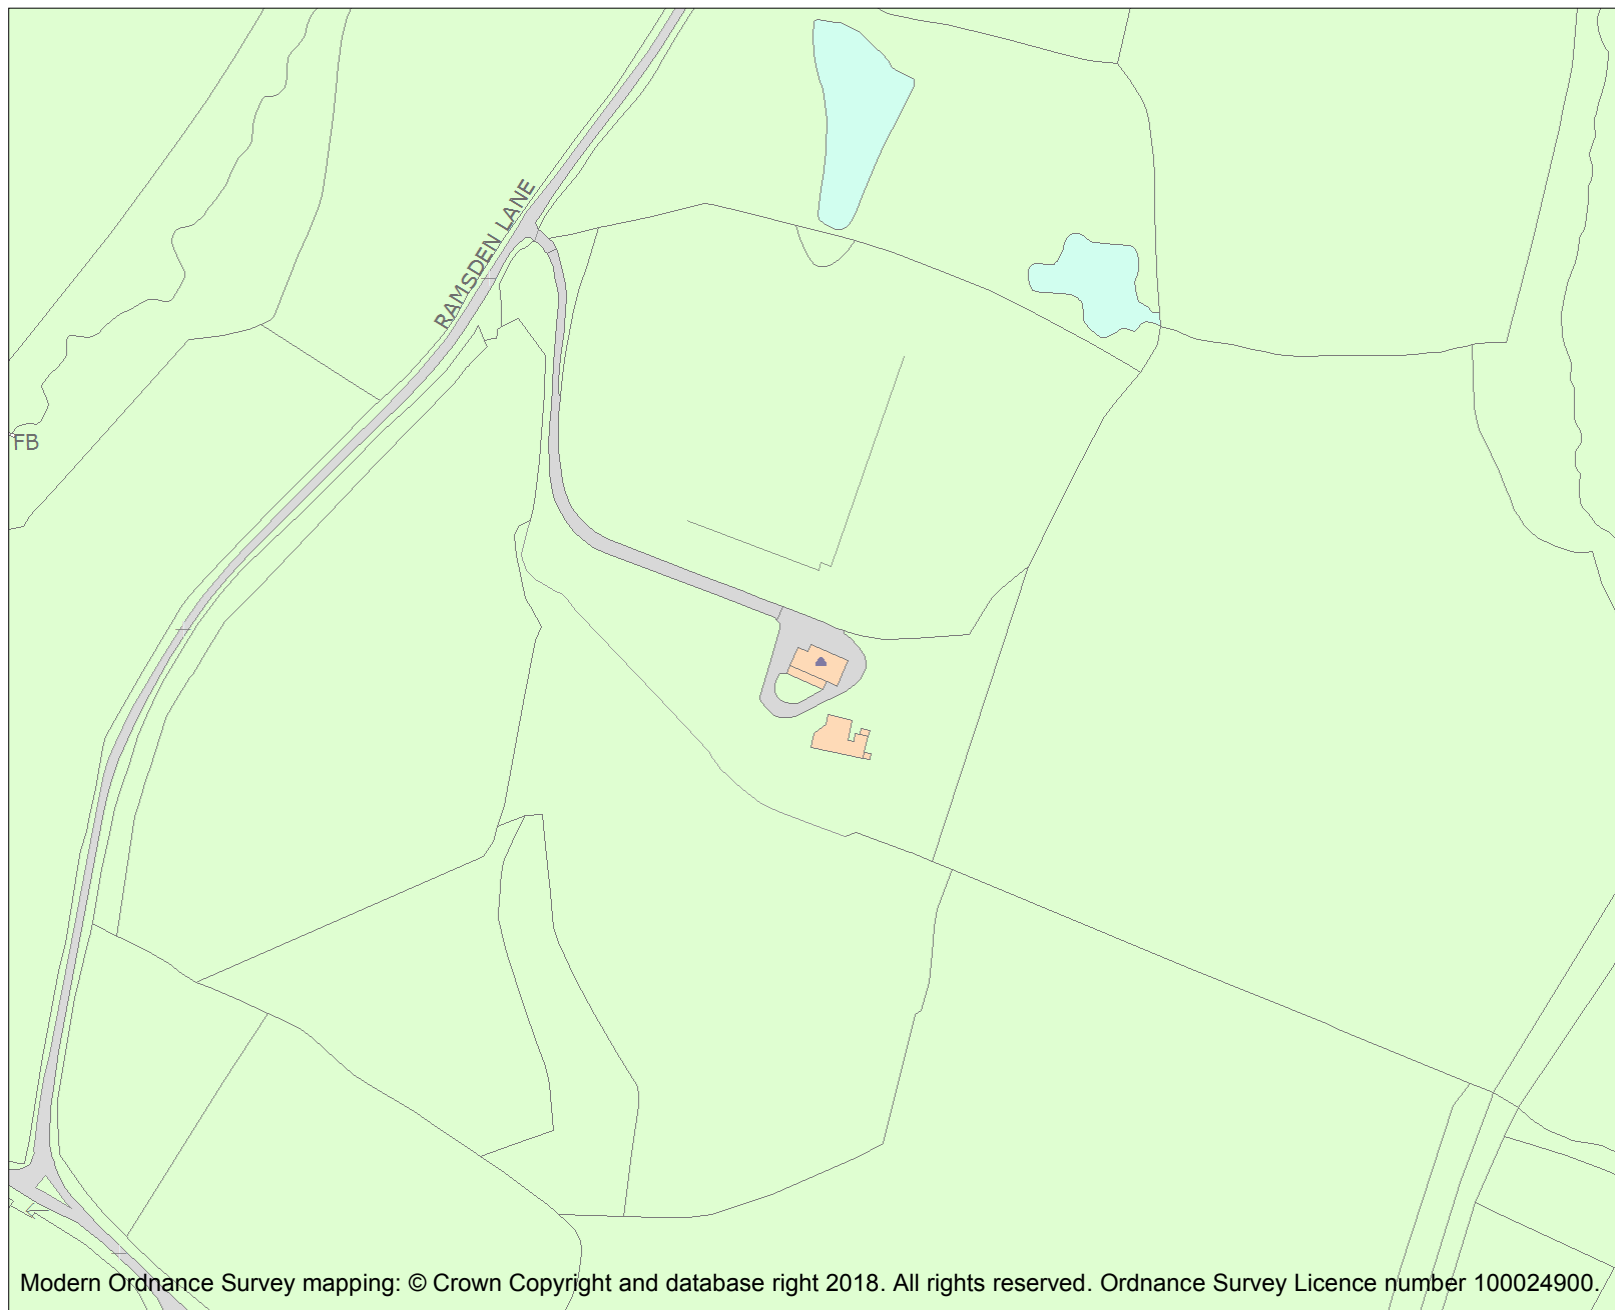 RAMSDEN LANE
FB
Modern Ordnance Survey mapping: © Crown Copyright and database right 2018. All rights reserved. Ordnance Survey Licence number 100024900.